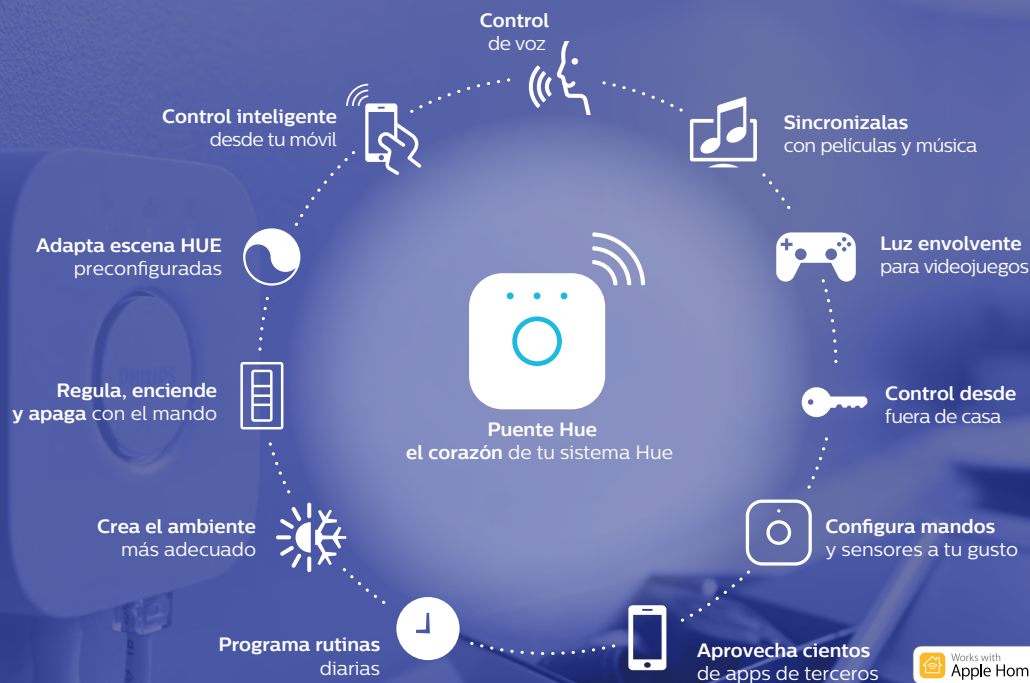 Control
de voz
Control inteligente
desde tu móvil
Sincronizalas
con películas y música
Adapta escena HUE
preconfiguradas
Luz envolvente
para videojuegos
Regula, enciende
y apaga con el mando
Puente Hue
el corazón de tu sistema Hue
Control desde
fuera de casa
Crea el ambiente
más adecuado
Configura mandos
y sensores a tu gusto
Programa rutinas
diarias
Aprovecha cientos
de apps de terceros
Works with
Apple Hom